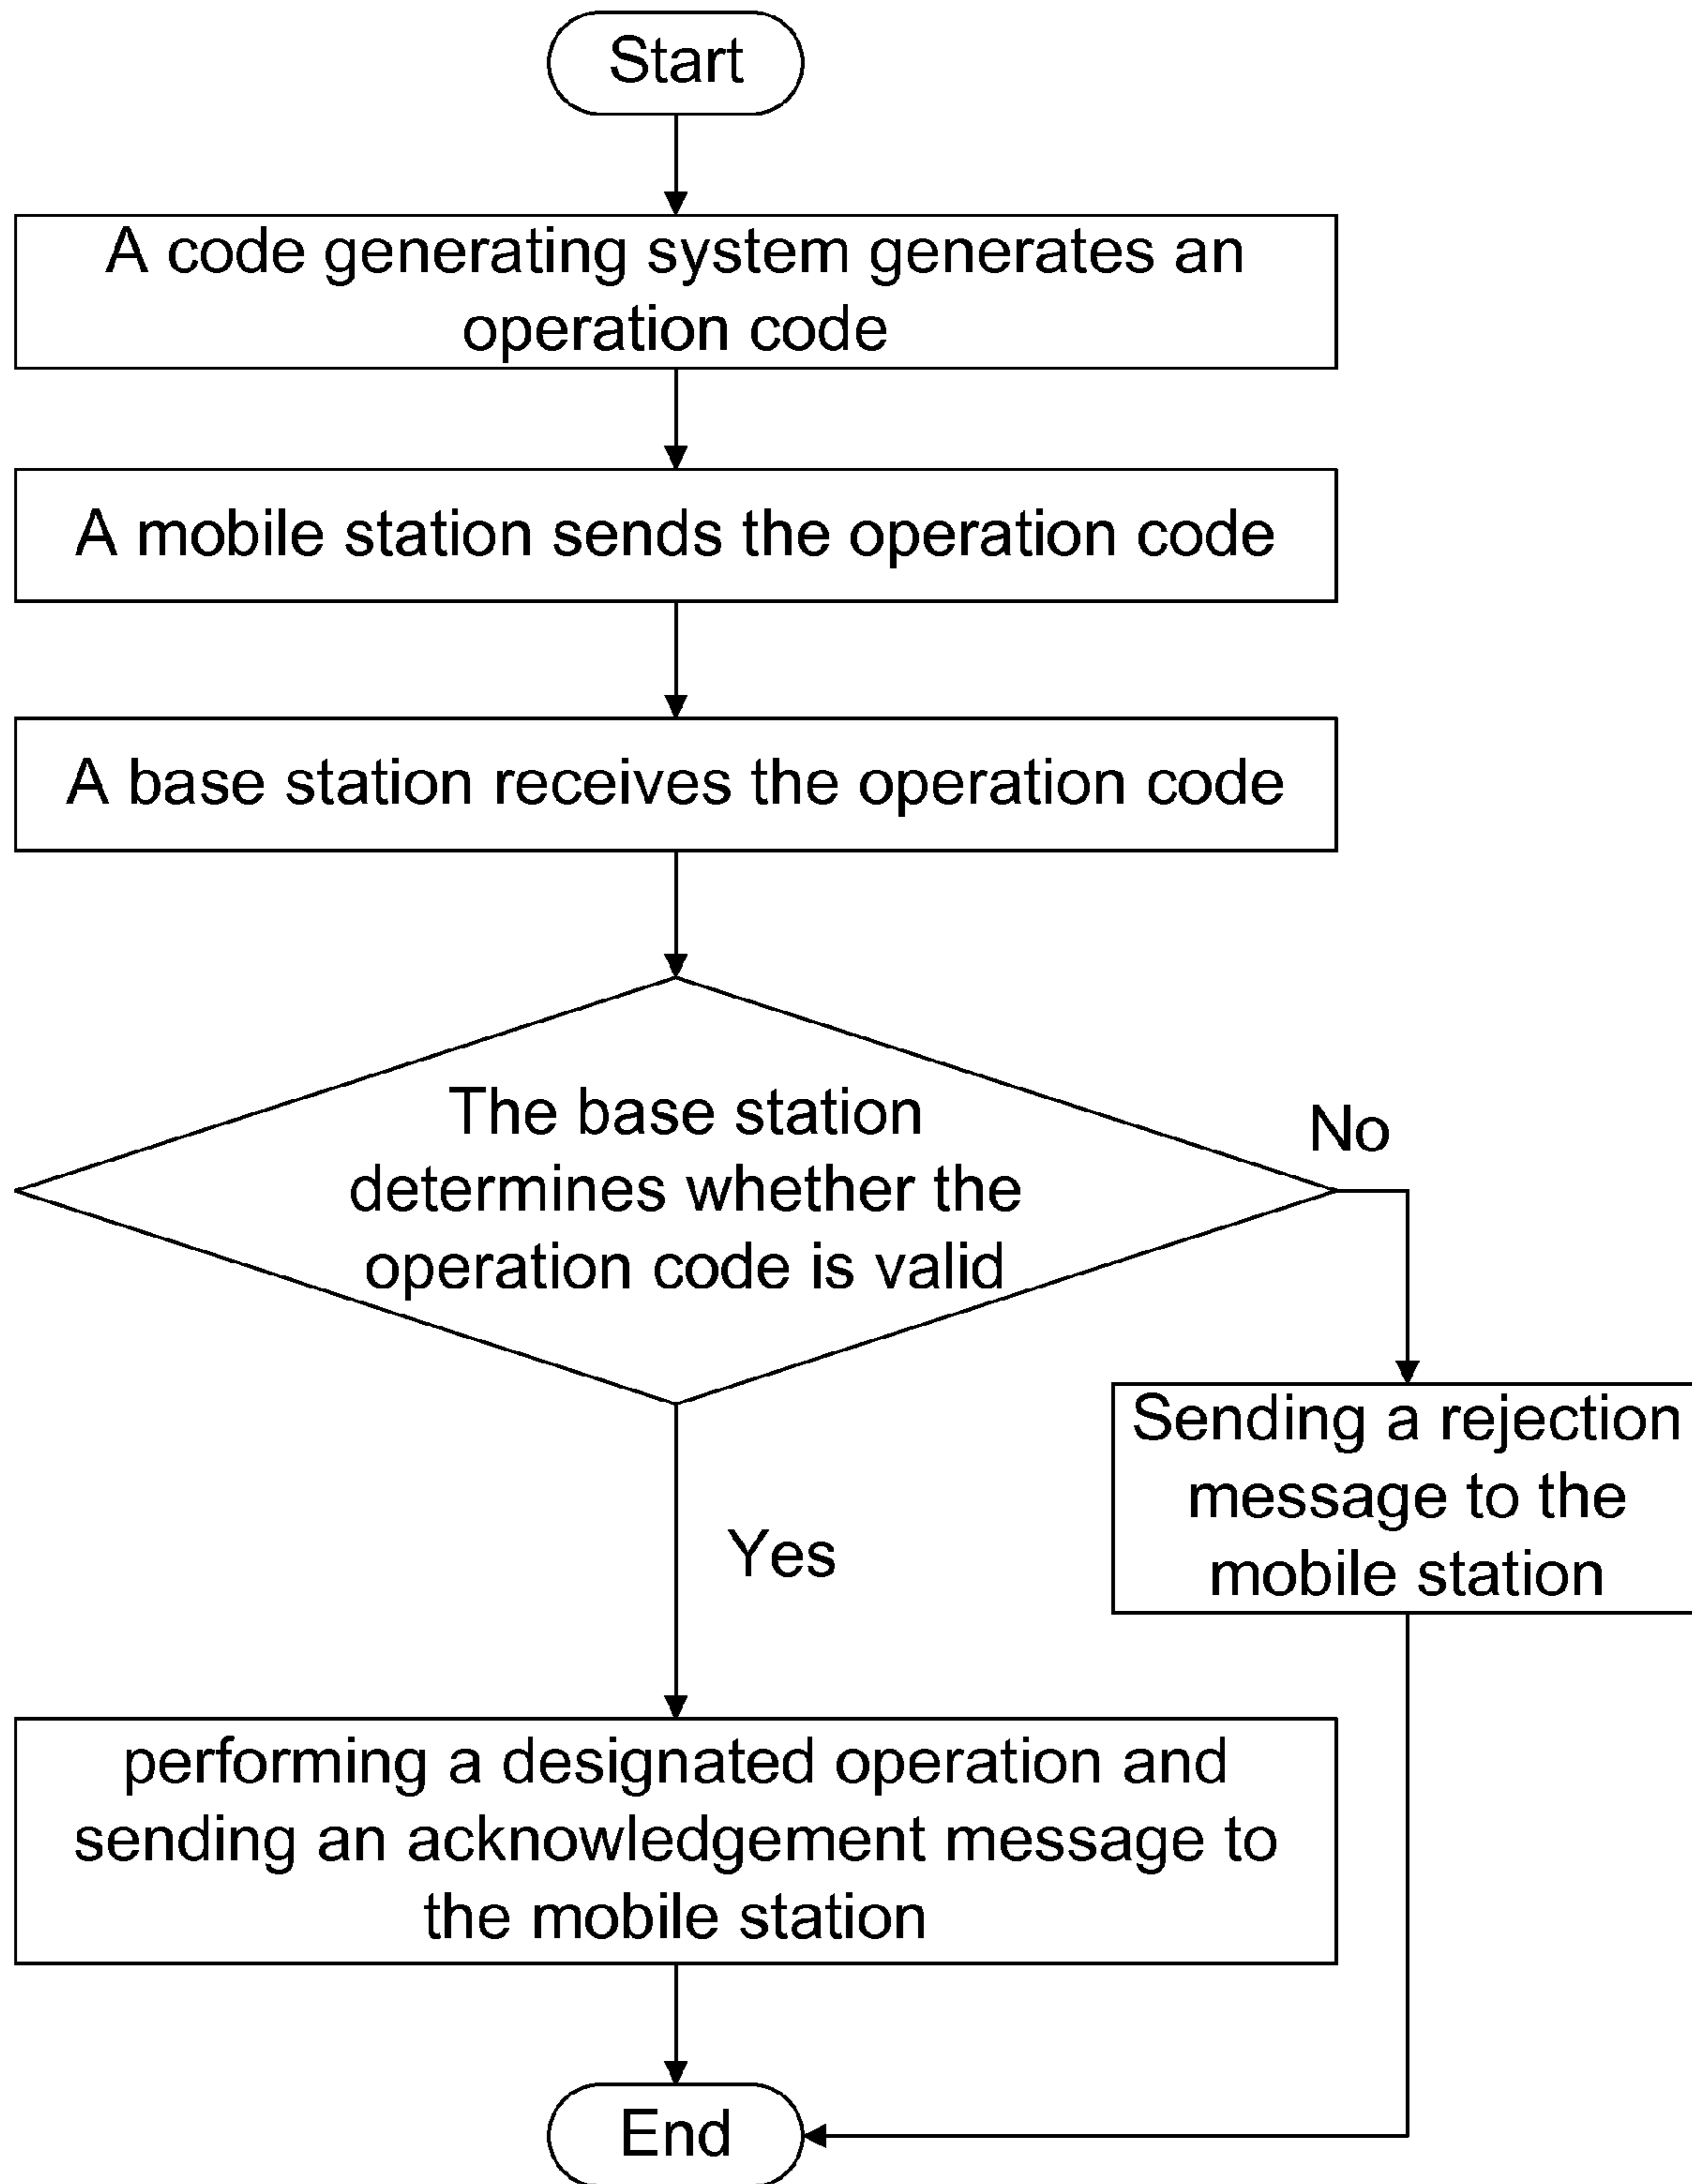 Start
A code generating system generates an
operation code
A mobile station sends the operation code
A base station receives the operation code
The base station
determines whether the
operation code is valid
No
Sending a rejection
message to the
mobile station
Yes
performing a designated operation and
sending an acknowledgement message to
the mobile station
End